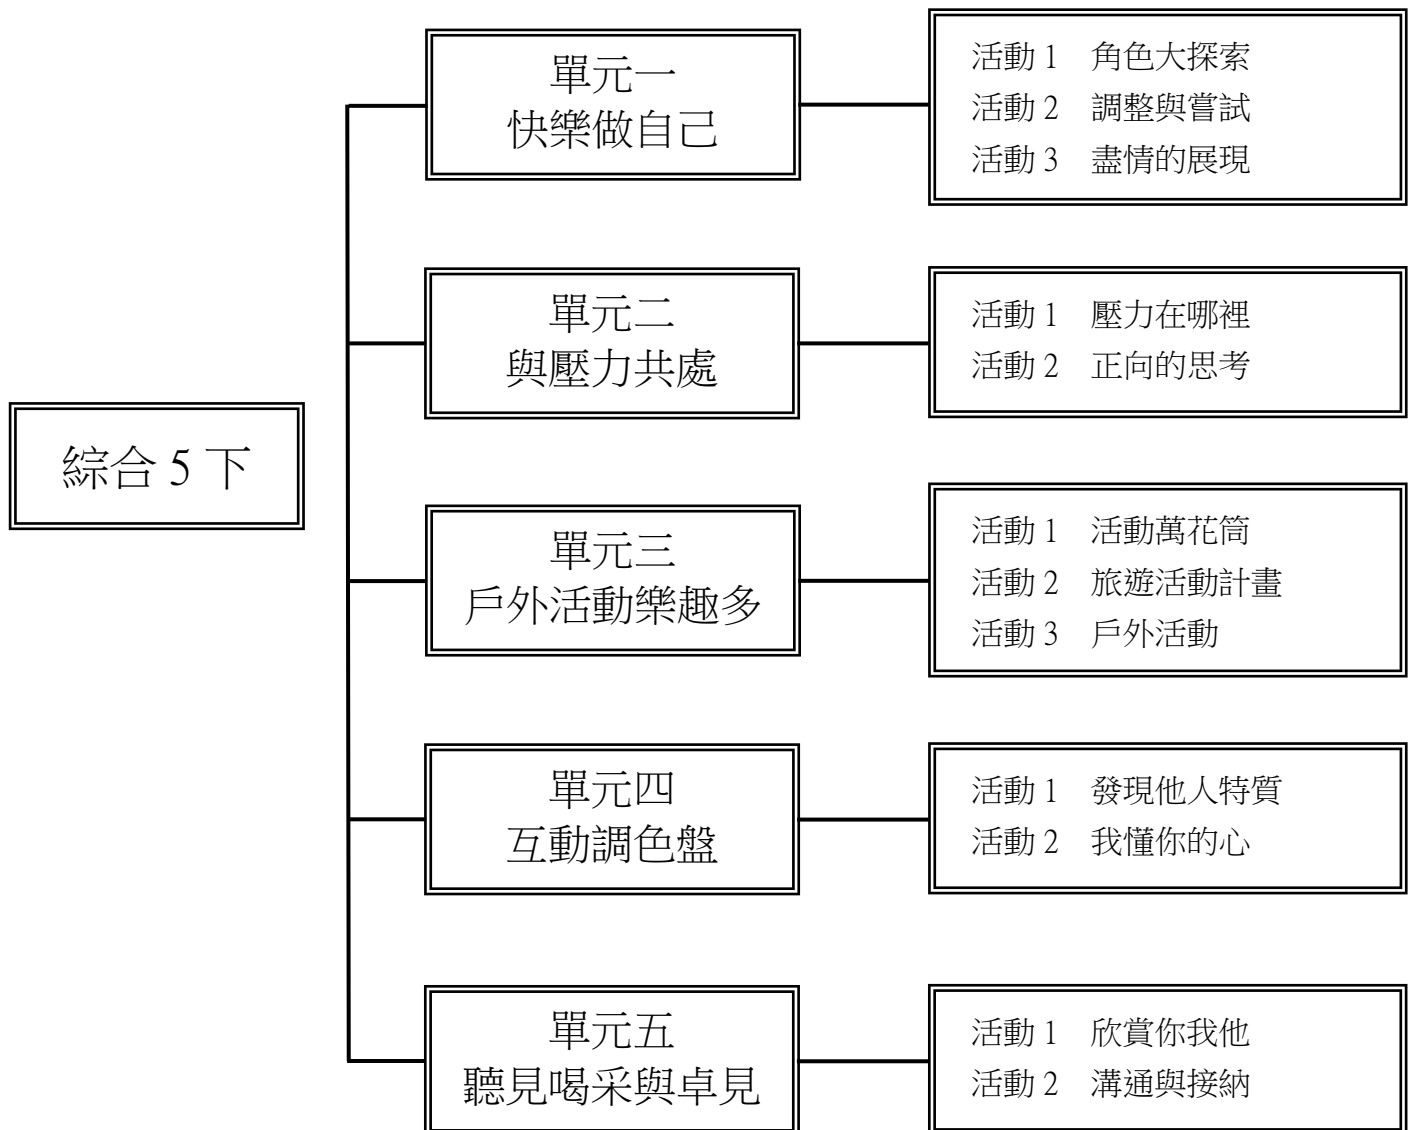 綜合 5 下
單元一
快樂做自己
活動 1 角色大探索
活動 2 調整與嘗試
活動 3 盡情的展現
單元二
與壓力共處
活動 1 壓力在哪裡
活動 2 正向的思考
單元三
戶外活動樂趣多
活動 1 活動萬花筒
活動 2 旅遊活動計畫
活動 3 戶外活動
單元四
互動調色盤
活動 1 發現他人特質
活動 2 我懂你的心
單元五
聽見喝采與卓見
活動 1 欣賞你我他
活動 2 溝通與接納